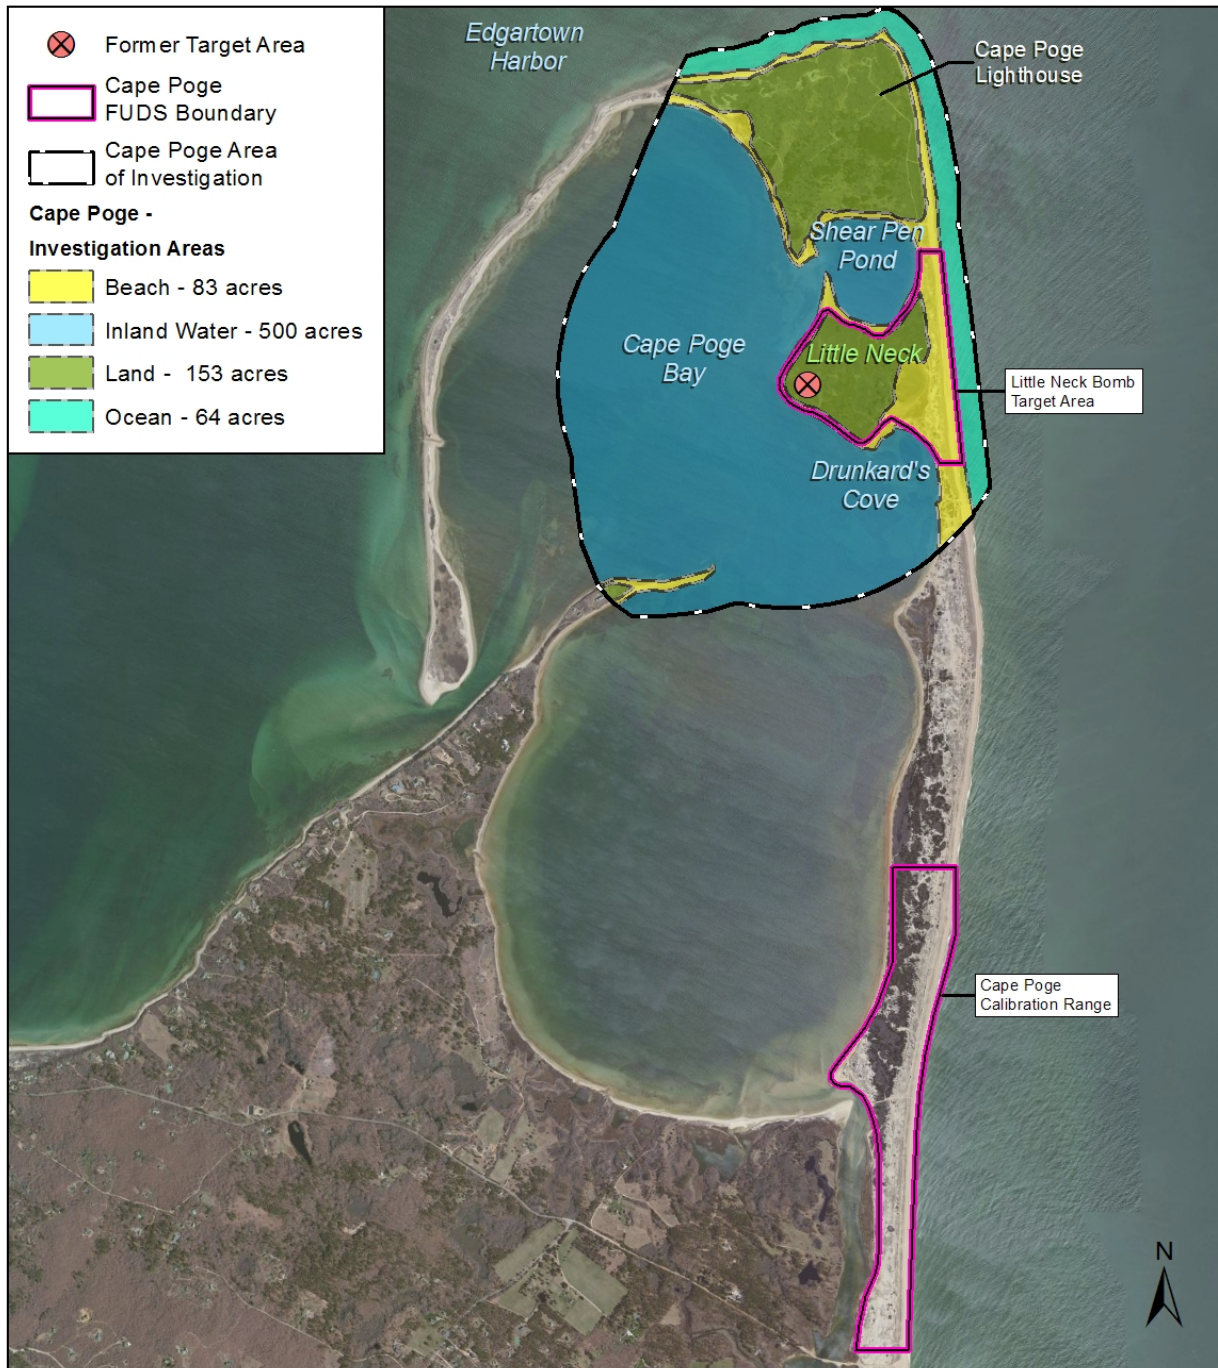 Former Target Area
Cape Poge
FUDS Boundary
Cape Poge Area
of Investigation
Cape Poge -
Investigation Areas
Beach - 83 acres
Inland Water - 500 acres
Land -  153 acres
Ocean - 64 acres
Edgartown
Harbor
Cape Poge
Lighthouse
Shear Pen
Pond
Cape Poge
Bay
Little Neck
Little Neck Bomb
Target Area
Drunkard's
Cove
Cape Poge
Calibration Range
N